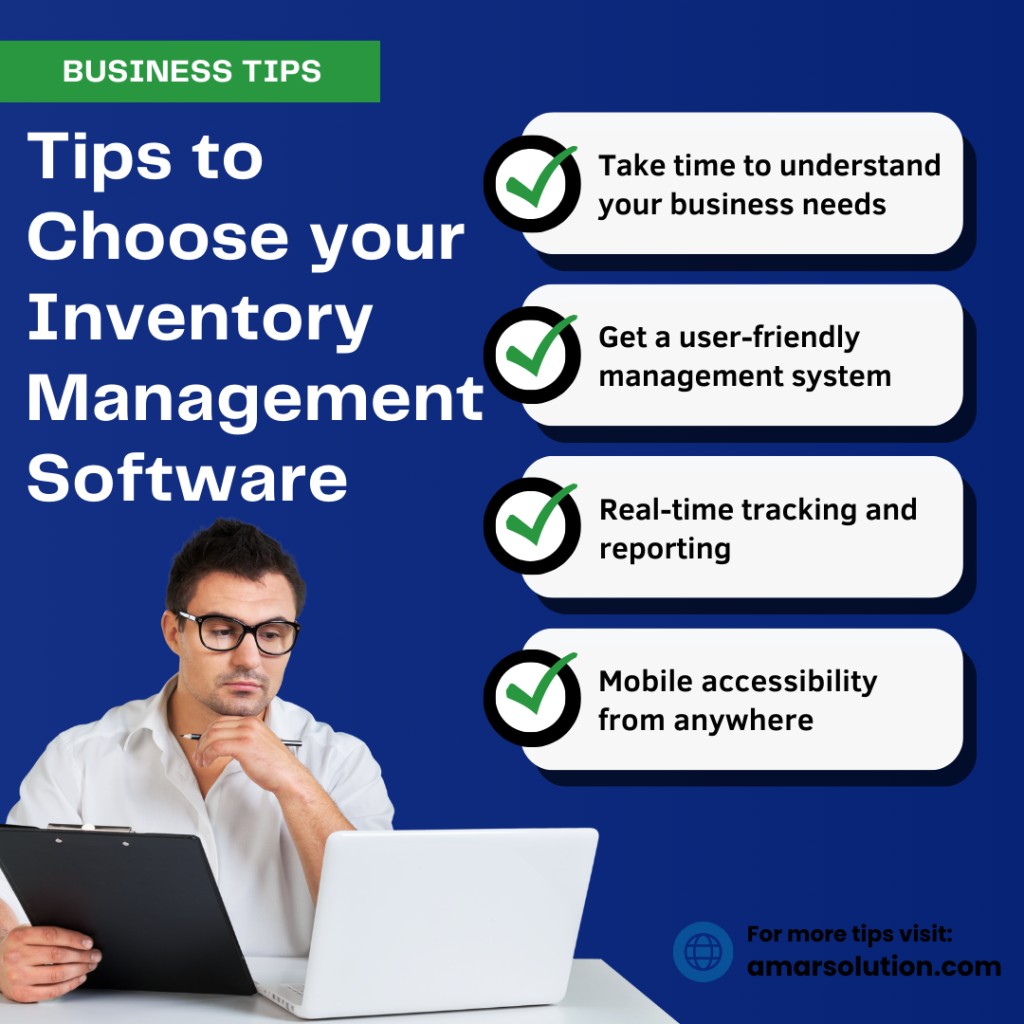 BUSINESS TIPS
Tips to
Choose your
Inventory
Management
Software
Take time to understand
your business needs
Get a user-friendly
management system
Real-time tracking and
reporting
Mobile accessibility
from anywhere
For more tips visit:
amarsolution.com